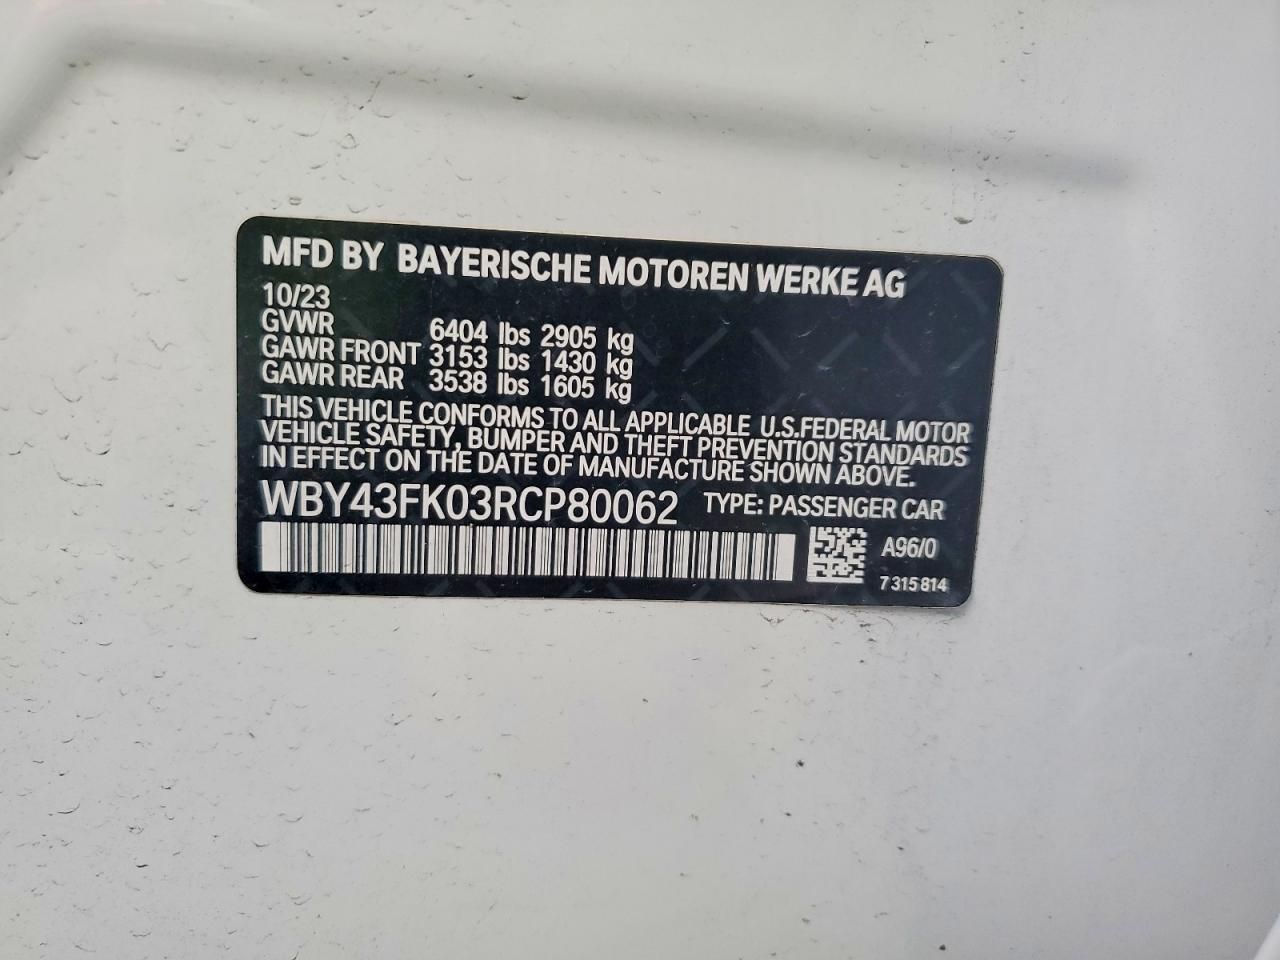 MFD BY BAYERISCHE MOTOREN WERKE AG
10/23
GVWR 6404 lbs 2905 kg
GAWR FRONT 3153 lbs 1430 kg
GAWR REAR 3538 lbs 1605 kg
THIS VEHICLE CONFORMS TO ALL APPLICABLE U.S.FEDERAL MOTOR
VEHICLE SAFETY, BUMPER AND THEFT PREVENTION STANDARDS
IN EFFECT ON THE DATE OF MANUFACTURE SHOWN ABOVE.
WBY43FK03RCP80062 TYPE: PASSENGER CAR
A96/0
7 315 814